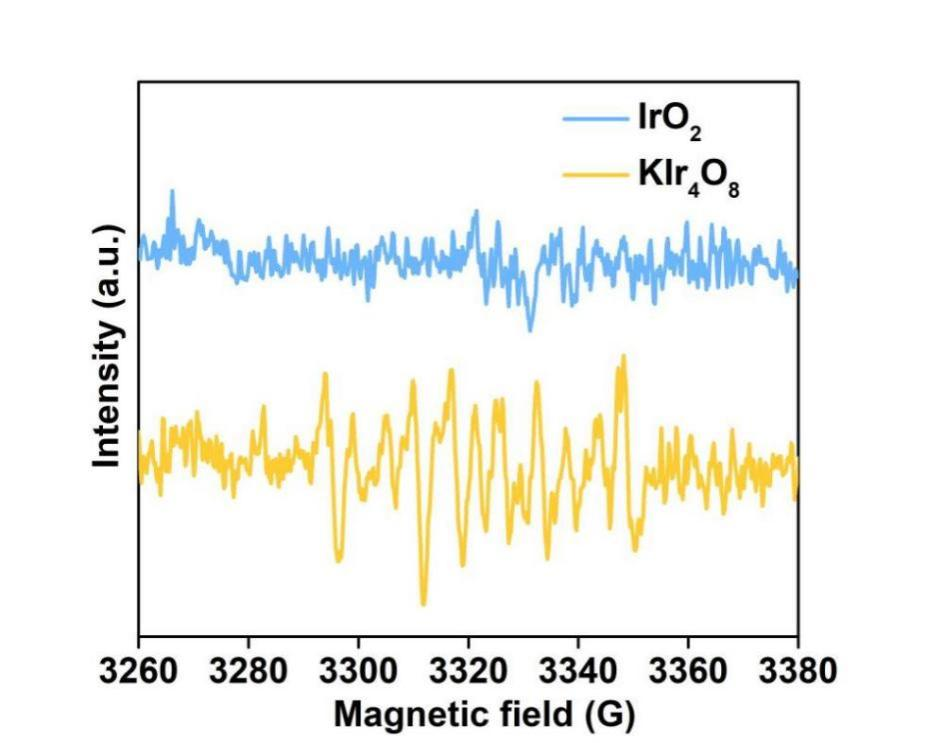 IrO₂
KIr₄O₈
Intensity (a.u.)
3260 3280 3300 3320 3340 3360 3380
Magnetic field (G)